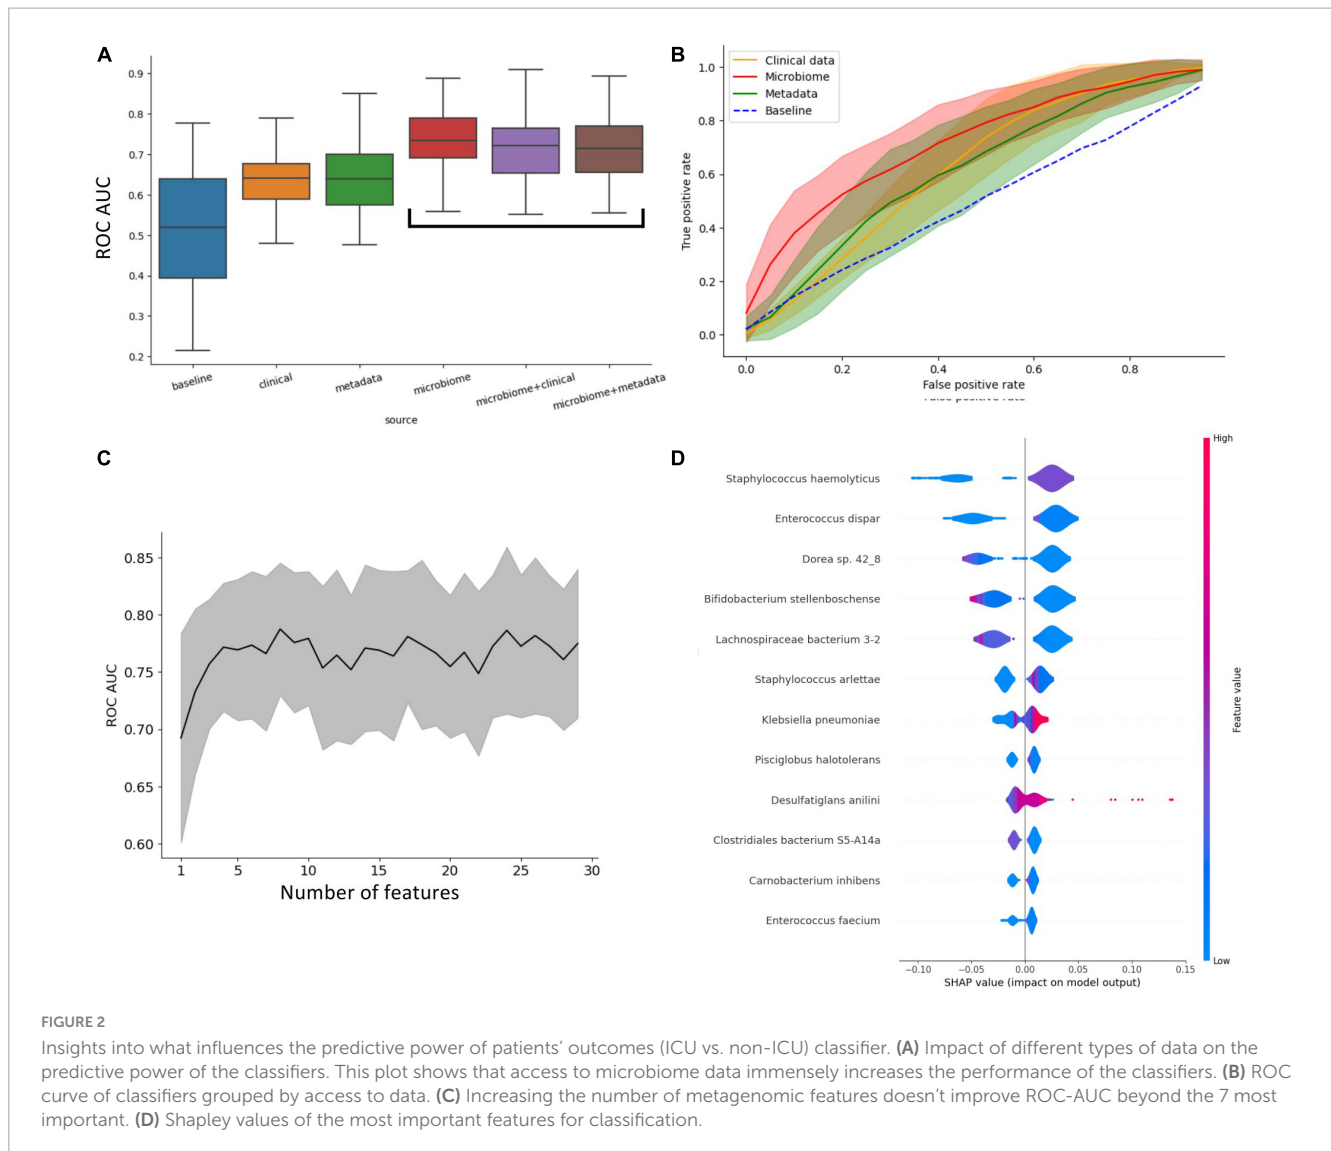 A
ROC AUC
0.9
0.8
0.7
0.6
0.5
0.4
0.3
0.2
baseline
clinical
metadata
microbiome
microbiome+clinical
microbiome+metadata
source
B
Clinical data
Microbiome
Metadata
Baseline
True positive rate
1.0
0.8
0.6
0.4
0.2
0.0
0.0 0.2 0.4 0.6 0.8
False positive rate
False positive rate
C
ROC AUC
0.85
0.80
0.75
0.70
0.65
0.60
1 5 10 15 20 25 30
Number of features
D
Staphylococcus haemolyticus
Enterococcus dispar
Dorea sp. 42_8
Bifidobacterium stellenboschense
Lachnospiraceae bacterium 3-2
Staphylococcus arlettae
Klebsiella pneumoniae
Pisciglobus halotolerans
Desulfatiglans anilini
Clostridiales bacterium S5-A14a
Carnobacterium inhibens
Enterococcus faecium
−0.10 −0.05 0.00 0.05 0.10 0.15
SHAP value (impact on model output)
High
Feature value
Low
FIGURE 2
Insights into what influences the predictive power of patients’ outcomes (ICU vs. non-ICU) classifier. (A) Impact of different types of data on the
predictive power of the classifiers. This plot shows that access to microbiome data immensely increases the performance of the classifiers. (B) ROC
curve of classifiers grouped by access to data. (C) Increasing the number of metagenomic features doesn’t improve ROC-AUC beyond the 7 most
important. (D) Shapley values of the most important features for classification.